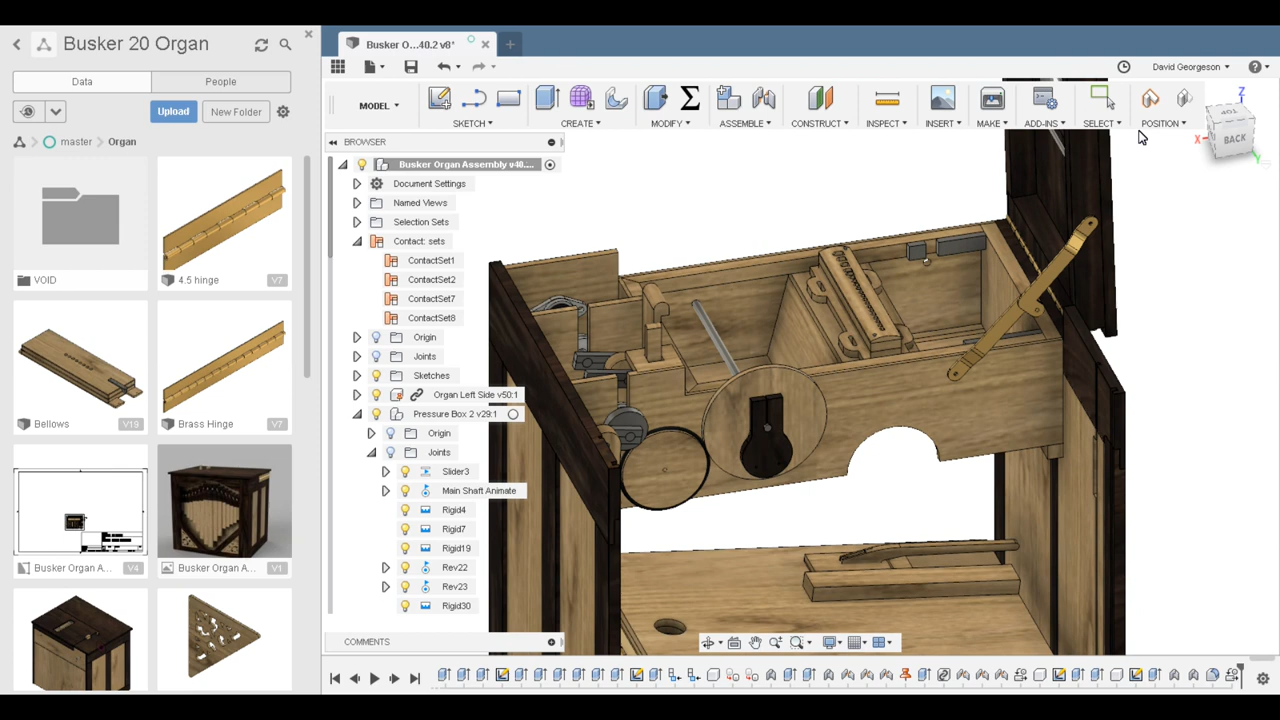 Busker 20 Organ
Data
People
Upload
New Folder
master
Organ
VOID
4.5 hinge
V7
Bellows
V19
Brass Hinge
V7
Busker Organ A...
V4
Busker Organ A...
V1
Busker O...40.2 v8*
David Georgeson
MODEL
SKETCH
CREATE
MODIFY
ASSEMBLE
CONSTRUCT
INSPECT
INSERT
MAKE
ADD-INS
SELECT
POSITION
Z
X
Y
TOP
BACK
BROWSER
Busker Organ Assembly v40....
Document Settings
Named Views
Selection Sets
Contact: sets
ContactSet1
ContactSet2
ContactSet7
ContactSet8
Origin
Joints
Sketches
Organ Left Side v50:1
Pressure Box 2 v29:1
Origin
Joints
Slider3
Main Shaft Animate
Rigid4
Rigid7
Rigid19
Rev22
Rev23
Rigid30
COMMENTS